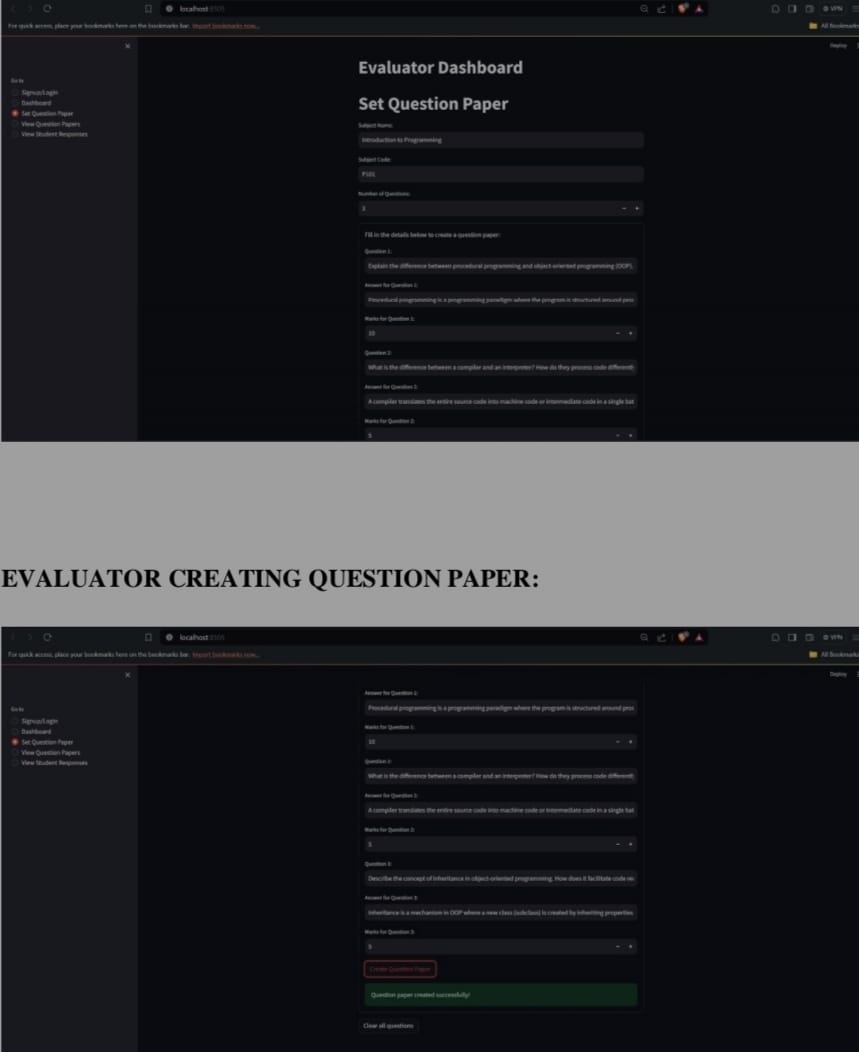 localhost:8501
VPN
For quick access, place your bookmarks here on the bookmarks bar. Import bookmarks now...
All Bookmarks
Deploy
Go to
Signup/Login
Dashboard
Set Question Paper
View Question Papers
View Student Responses
Evaluator Dashboard
Set Question Paper
Subject Name:
Introduction to Programming
Subject Code:
P101
Number of Questions:
3
Fill in the details below to create a question paper:
Question 1:
Explain the difference between procedural programming and object-oriented programming (OOP).
Answer for Question 1:
Procedural programming is a programming paradigm where the program is structured around proc
Marks for Question 1:
10
Question 2:
What is the difference between a compiler and an interpreter? How do they process code differently
Answer for Question 2:
A compiler translates the entire source code into machine code or intermediate code in a single bat
Marks for Question 2:
5
EVALUATOR CREATING QUESTION PAPER:
localhost:8501
VPN
For quick access, place your bookmarks here on the bookmarks bar. Import bookmarks now...
All Bookmarks
Deploy
Go to
Signup/Login
Dashboard
Set Question Paper
View Question Papers
View Student Responses
Answer for Question 1:
Procedural programming is a programming paradigm where the program is structured around proc
Marks for Question 1:
10
Question 2:
What is the difference between a compiler and an interpreter? How do they process code differently
Answer for Question 2:
A compiler translates the entire source code into machine code or intermediate code in a single bat
Marks for Question 2:
5
Question 3:
Describe the concept of inheritance in object-oriented programming. How does it facilitate code re
Answer for Question 3:
Inheritance is a mechanism in OOP where a new class (subclass) is created by inheriting properties
Marks for Question 3:
5
Create Question Paper
Question paper created successfully!
Clear all questions